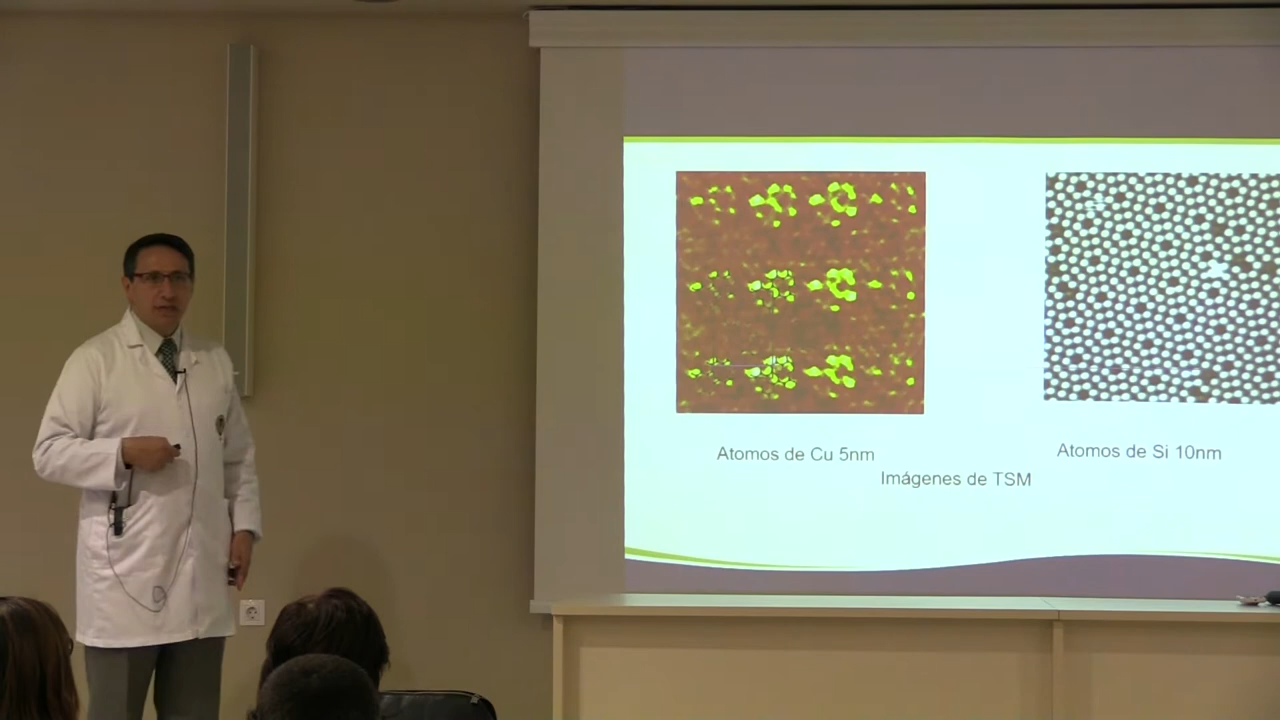 Atomos de Cu 5nm
Atomos de Si 10nm
Imágenes de TSM